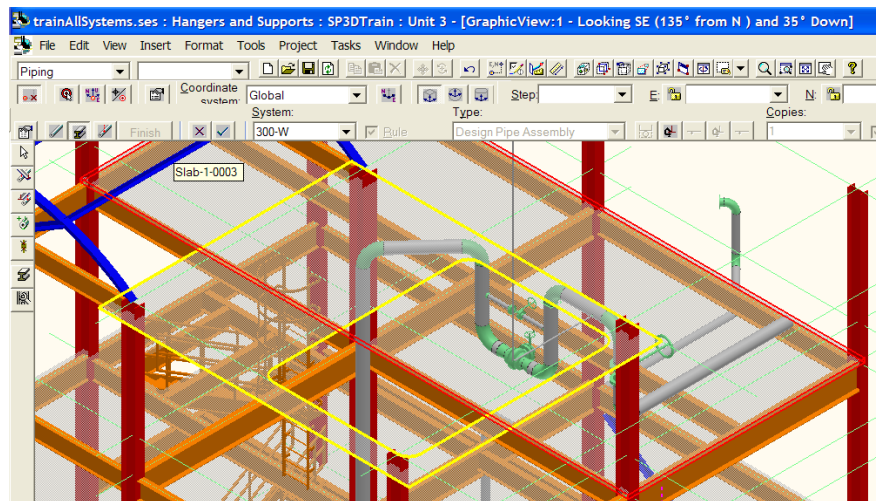 trainAllSystems.ses : Hangers and Supports : SP3DTrain : Unit 3 - [GraphicView:1 - Looking SE (135° from N ) and 35° Down]
File Edit View Insert Format Tools Project Tasks Window Help
Piping
Coordinate system: Global Step: E: N:
System: Type: Copies:
Finish 300-W Rule Design Pipe Assembly 1
Slab-1-0003